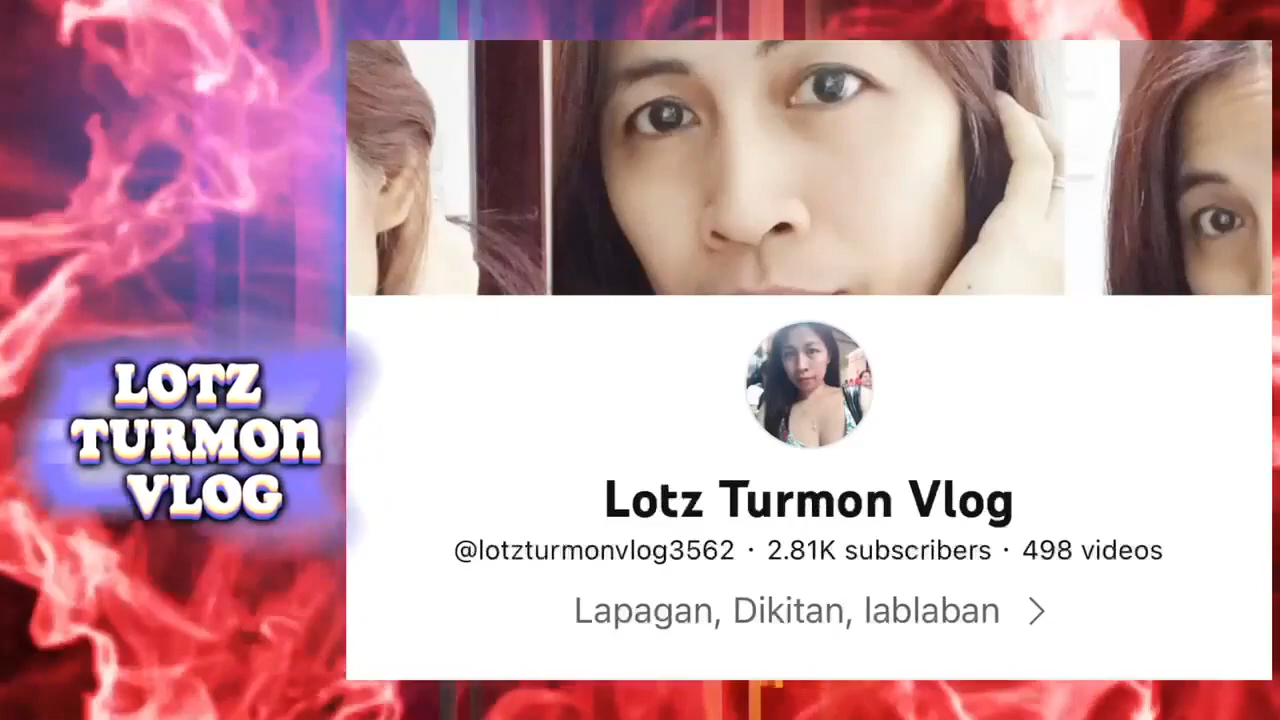 LOTZ
TURMON
VLOG
Lotz Turmon Vlog
@lotzturmonvlog3562 · 2.81K subscribers · 498 videos
Lapagan, Dikitan, lablaban